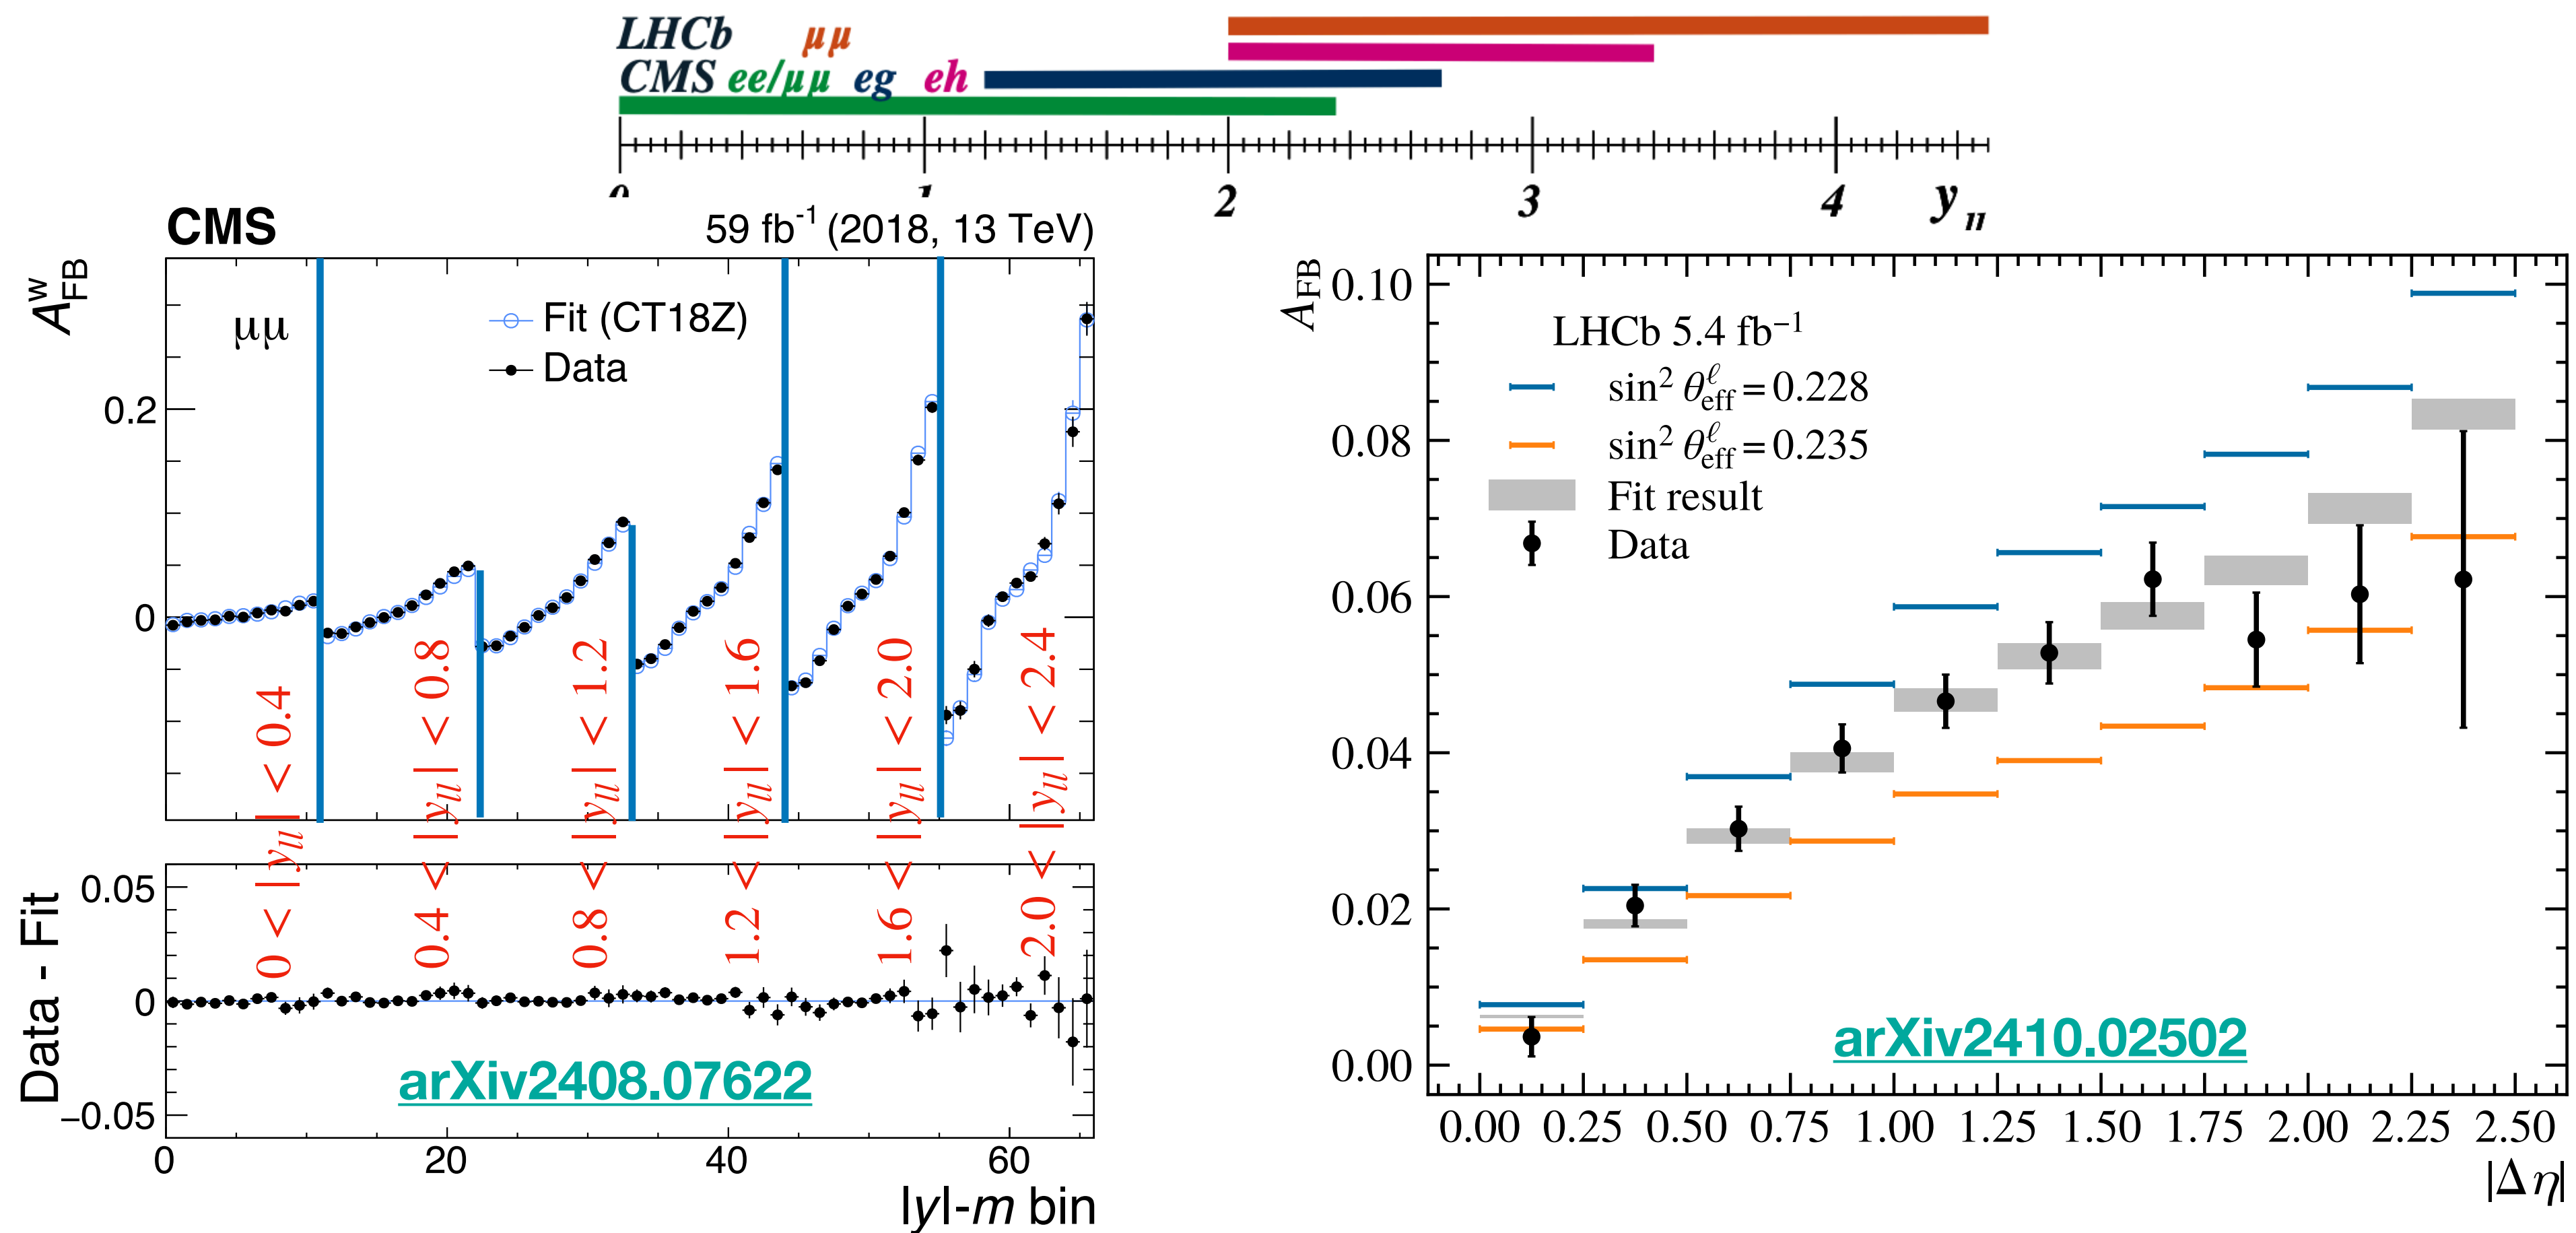 LHCb μμ
CMS ee/μμ eg eh
0 1 2 3 4 y_ll
CMS
59 fb⁻¹ (2018, 13 TeV)
A^w_FB
μμ
Fit (CT18Z)
Data
0.2
0
0 < |y_ll| < 0.4
0.4 < |y_ll| < 0.8
0.8 < |y_ll| < 1.2
1.2 < |y_ll| < 1.6
1.6 < |y_ll| < 2.0
2.0 < |y_ll| < 2.4
Data - Fit
0.05
0
−0.05
arXiv2408.07622
0 20 40 60
|y|-m bin
A_FB
0.10
0.08
0.06
0.04
0.02
0.00
LHCb 5.4 fb⁻¹
sin² θ^ℓ_eff = 0.228
sin² θ^ℓ_eff = 0.235
Fit result
Data
arXiv2410.02502
0.00 0.25 0.50 0.75 1.00 1.25 1.50 1.75 2.00 2.25 2.50
|Δη|